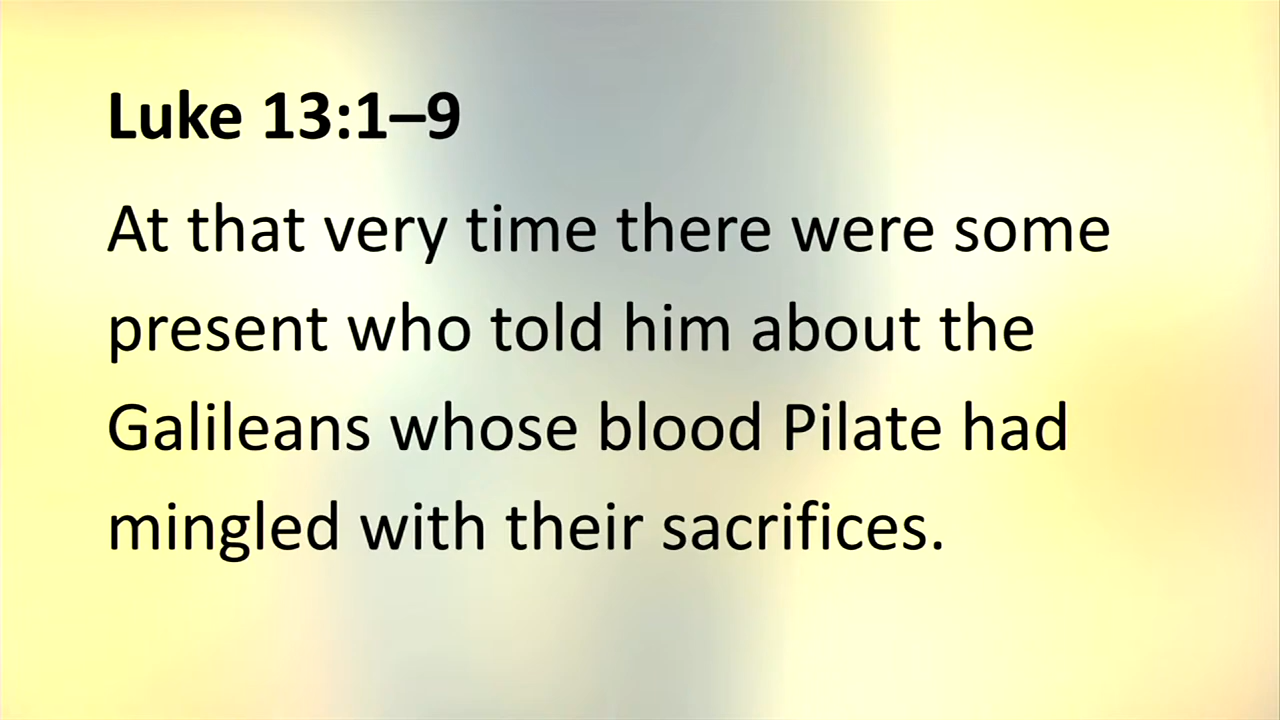 Luke 13:1–9
At that very time there were some
present who told him about the
Galileans whose blood Pilate had
mingled with their sacrifices.